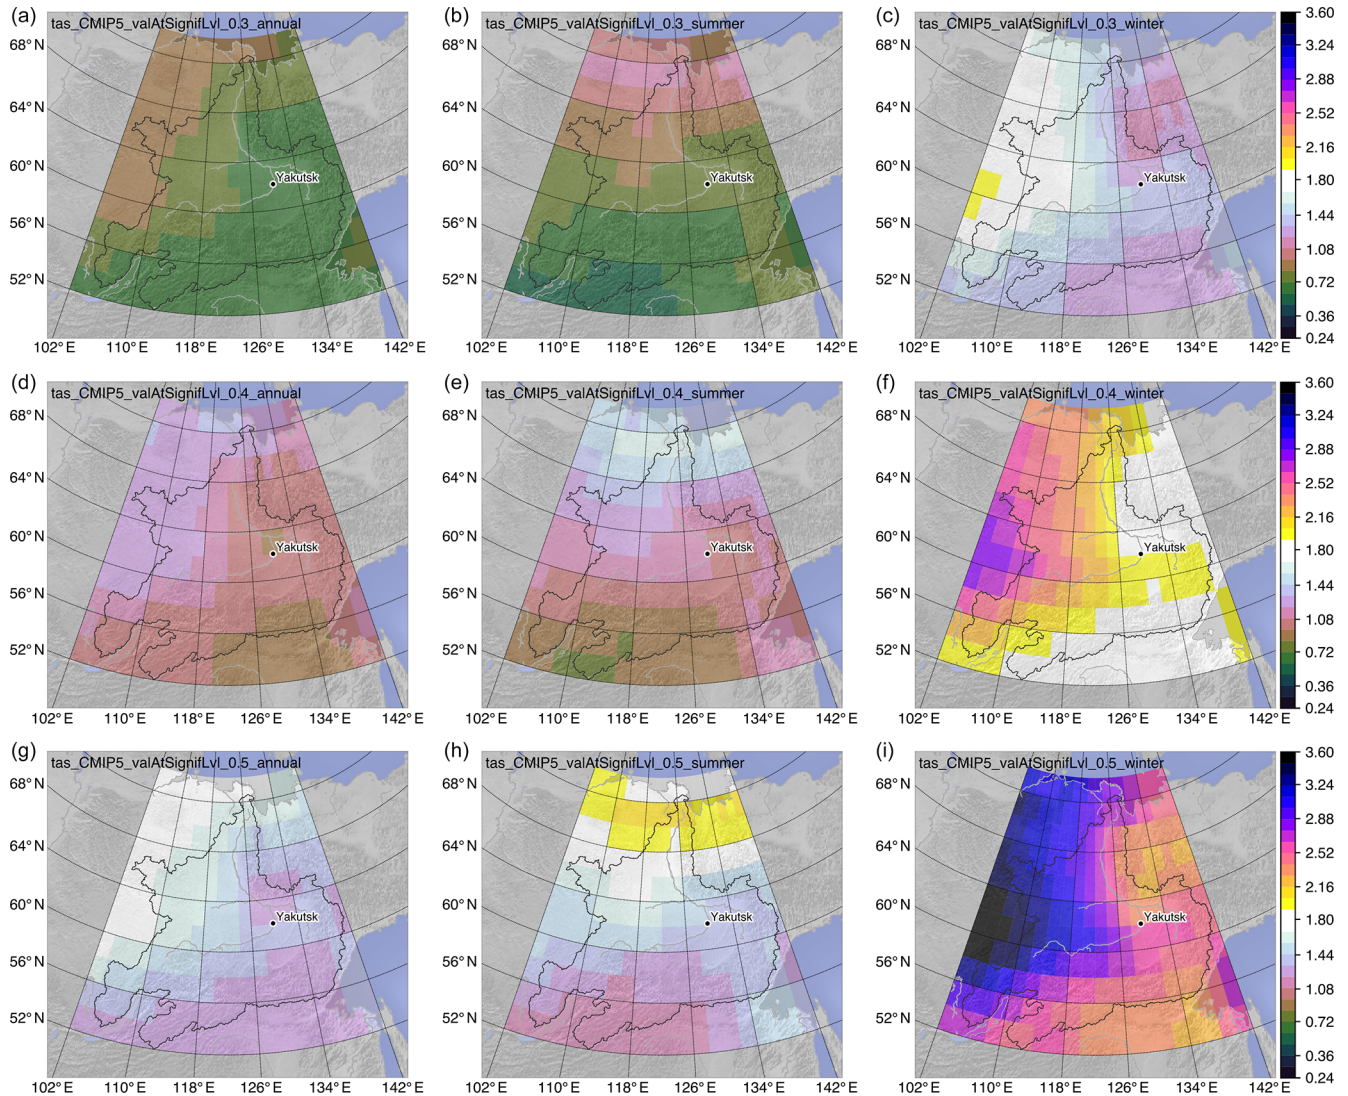 (a) (b) (c)
tas_CMIP5_valAtSignifLvl_0.3_annual tas_CMIP5_valAtSignifLvl_0.3_summer tas_CMIP5_valAtSignifLvl_0.3_winter 3.60
68° N 68° N 68° N 3.24
2.88
64° N 64° N 64° N 2.52
2.16
60° N 60° N 60° N
Yakutsk Yakutsk Yakutsk 1.80
56° N 56° N 56° N 1.44
1.08
52° N 52° N 52° N 0.72
0.36
0.24
102° E 110° E 118° E 126° E 134° E 142° E 102° E 110° E 118° E 126° E 134° E 142° E 102° E 110° E 118° E 126° E 134° E 142° E
(d) (e) (f)
tas_CMIP5_valAtSignifLvl_0.4_annual tas_CMIP5_valAtSignifLvl_0.4_summer tas_CMIP5_valAtSignifLvl_0.4_winter 3.60
68° N 68° N 68° N 3.24
2.88
64° N 64° N 64° N 2.52
2.16
60° N 60° N 60° N
Yakutsk Yakutsk Yakutsk 1.80
56° N 56° N 56° N 1.44
1.08
52° N 52° N 52° N 0.72
0.36
0.24
102° E 110° E 118° E 126° E 134° E 142° E 102° E 110° E 118° E 126° E 134° E 142° E 102° E 110° E 118° E 126° E 134° E 142° E
(g) (h) (i)
tas_CMIP5_valAtSignifLvl_0.5_annual tas_CMIP5_valAtSignifLvl_0.5_summer tas_CMIP5_valAtSignifLvl_0.5_winter 3.60
68° N 68° N 68° N 3.24
2.88
64° N 64° N 64° N 2.52
2.16
60° N 60° N 60° N
Yakutsk Yakutsk Yakutsk 1.80
56° N 56° N 56° N 1.44
1.08
52° N 52° N 52° N 0.72
0.36
0.24
102° E 110° E 118° E 126° E 134° E 142° E 102° E 110° E 118° E 126° E 134° E 142° E 102° E 110° E 118° E 126° E 134° E 142° E